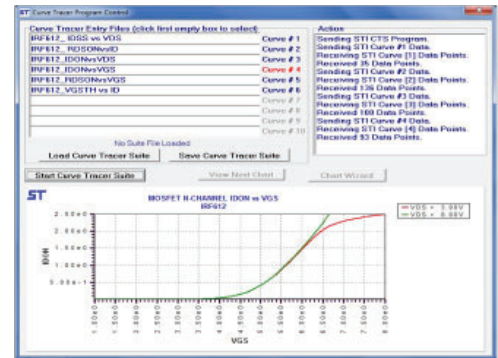 ST Curve Tracer Program Control
Curve Tracer Entry Files (click first empty box to select)
IRF612_ IDSS vs VDS Curve # 1
IRF612_ RDSONvsID Curve # 2
IRF612_IDONvsVDS Curve # 3
IRF612_IDONvsVGS Curve # 4
IRF612_RDSONvsVGS Curve # 5
IRF612_VGSTH vs ID Curve # 6
Curve # 7
Curve # 8
Curve # 9
Curve # 10
No Suite File Loaded
Load Curve Tracer Suite Save Curve Tracer Suite
Action
Sending STI CTS Program.
Sending STI Curve #1 Data.
Receiving STI Curve [1] Data Points.
Received 35 Data Points.
Sending STI Curve #2 Data.
Receiving STI Curve [2] Data Points.
Received 136 Data Points.
Sending STI Curve #3 Data.
Receiving STI Curve [3] Data Points.
Received 100 Data Points.
Sending STI Curve #4 Data.
Receiving STI Curve [4] Data Points.
Received 93 Data Points.
Start Curve Tracer Suite View Next Chart Chart Wizard
ST
MOSFET N-CHANNEL IDON vs VGS
IRF612
IDON
VGS